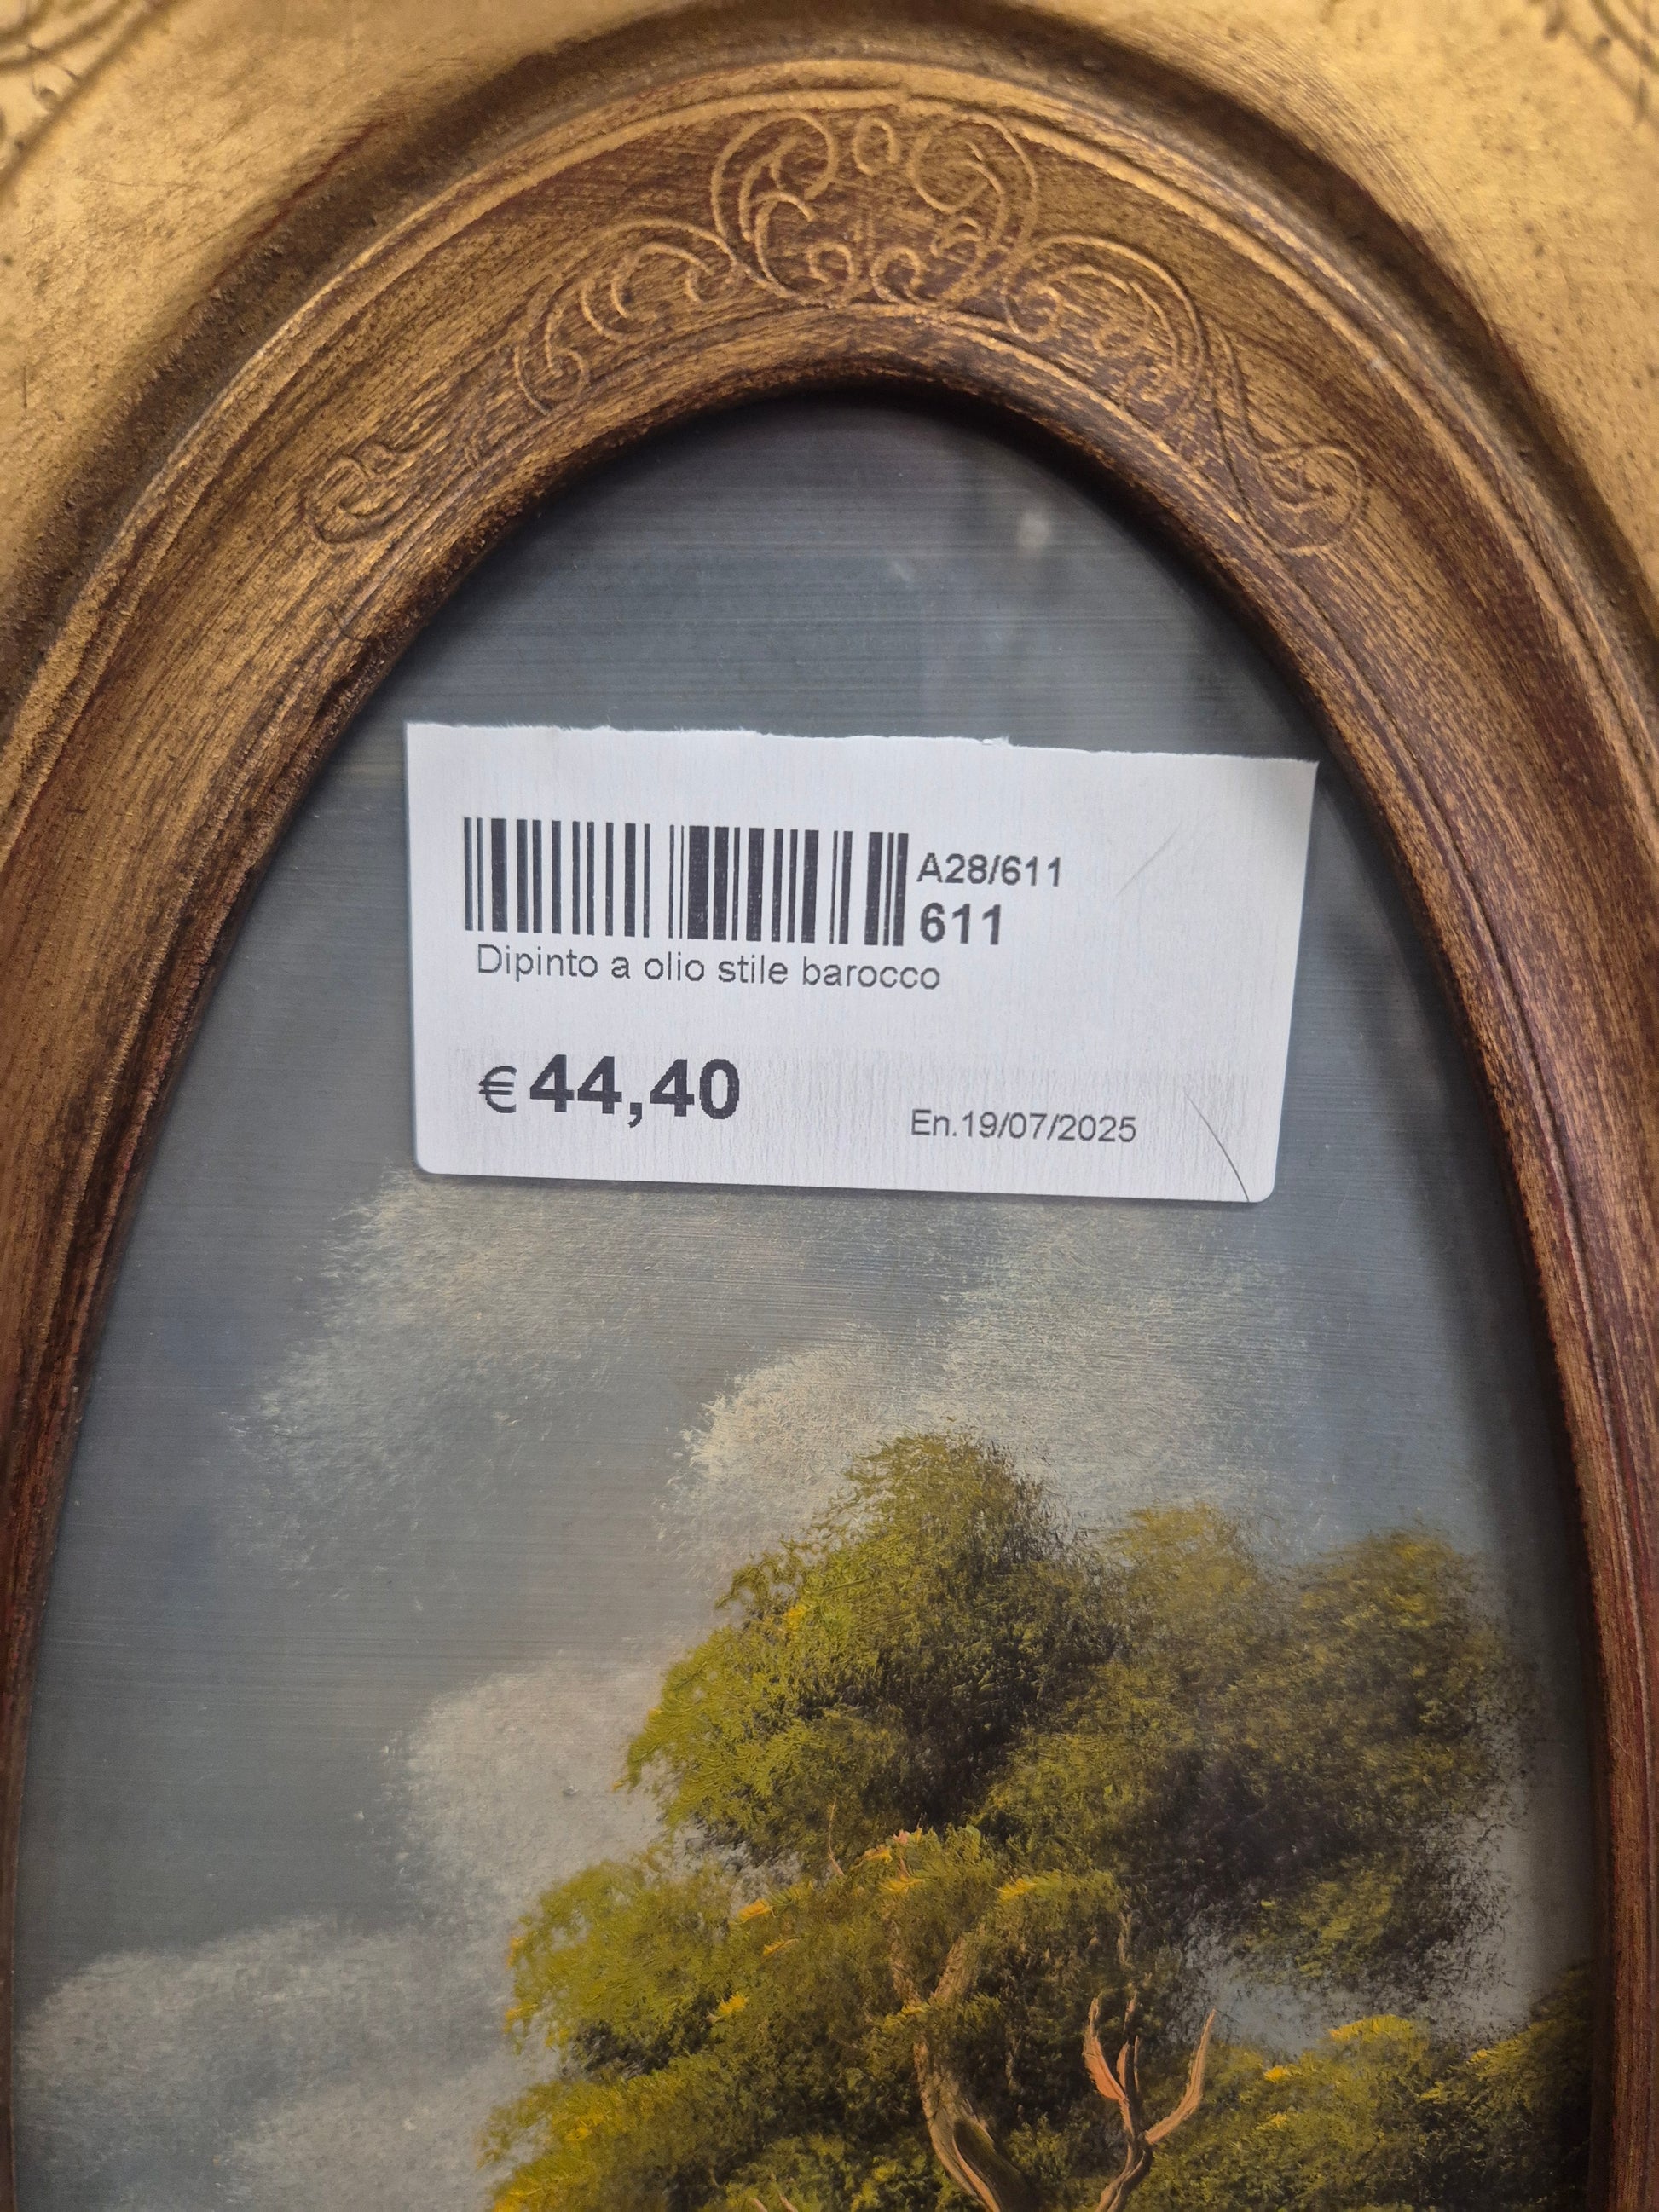 A28/611
611
Dipinto a olio stile barocco
€ 44,40
En.19/07/2025